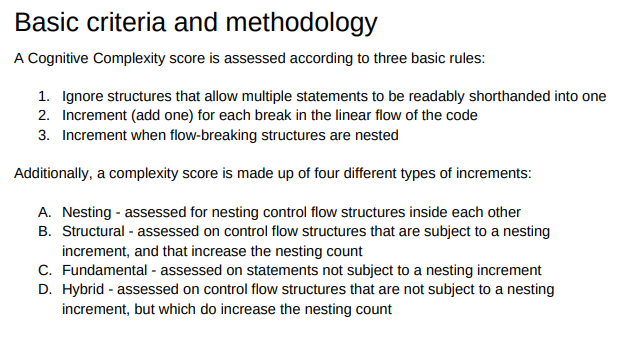 Basic criteria and methodology
A Cognitive Complexity score is assessed according to three basic rules:
1. Ignore structures that allow multiple statements to be readably shorthanded into one
2. Increment (add one) for each break in the linear flow of the code
3. Increment when flow-breaking structures are nested
Additionally, a complexity score is made up of four different types of increments:
A. Nesting - assessed for nesting control flow structures inside each other
B. Structural - assessed on control flow structures that are subject to a nesting
increment, and that increase the nesting count
C. Fundamental - assessed on statements not subject to a nesting increment
D. Hybrid - assessed on control flow structures that are not subject to a nesting
increment, but which do increase the nesting count